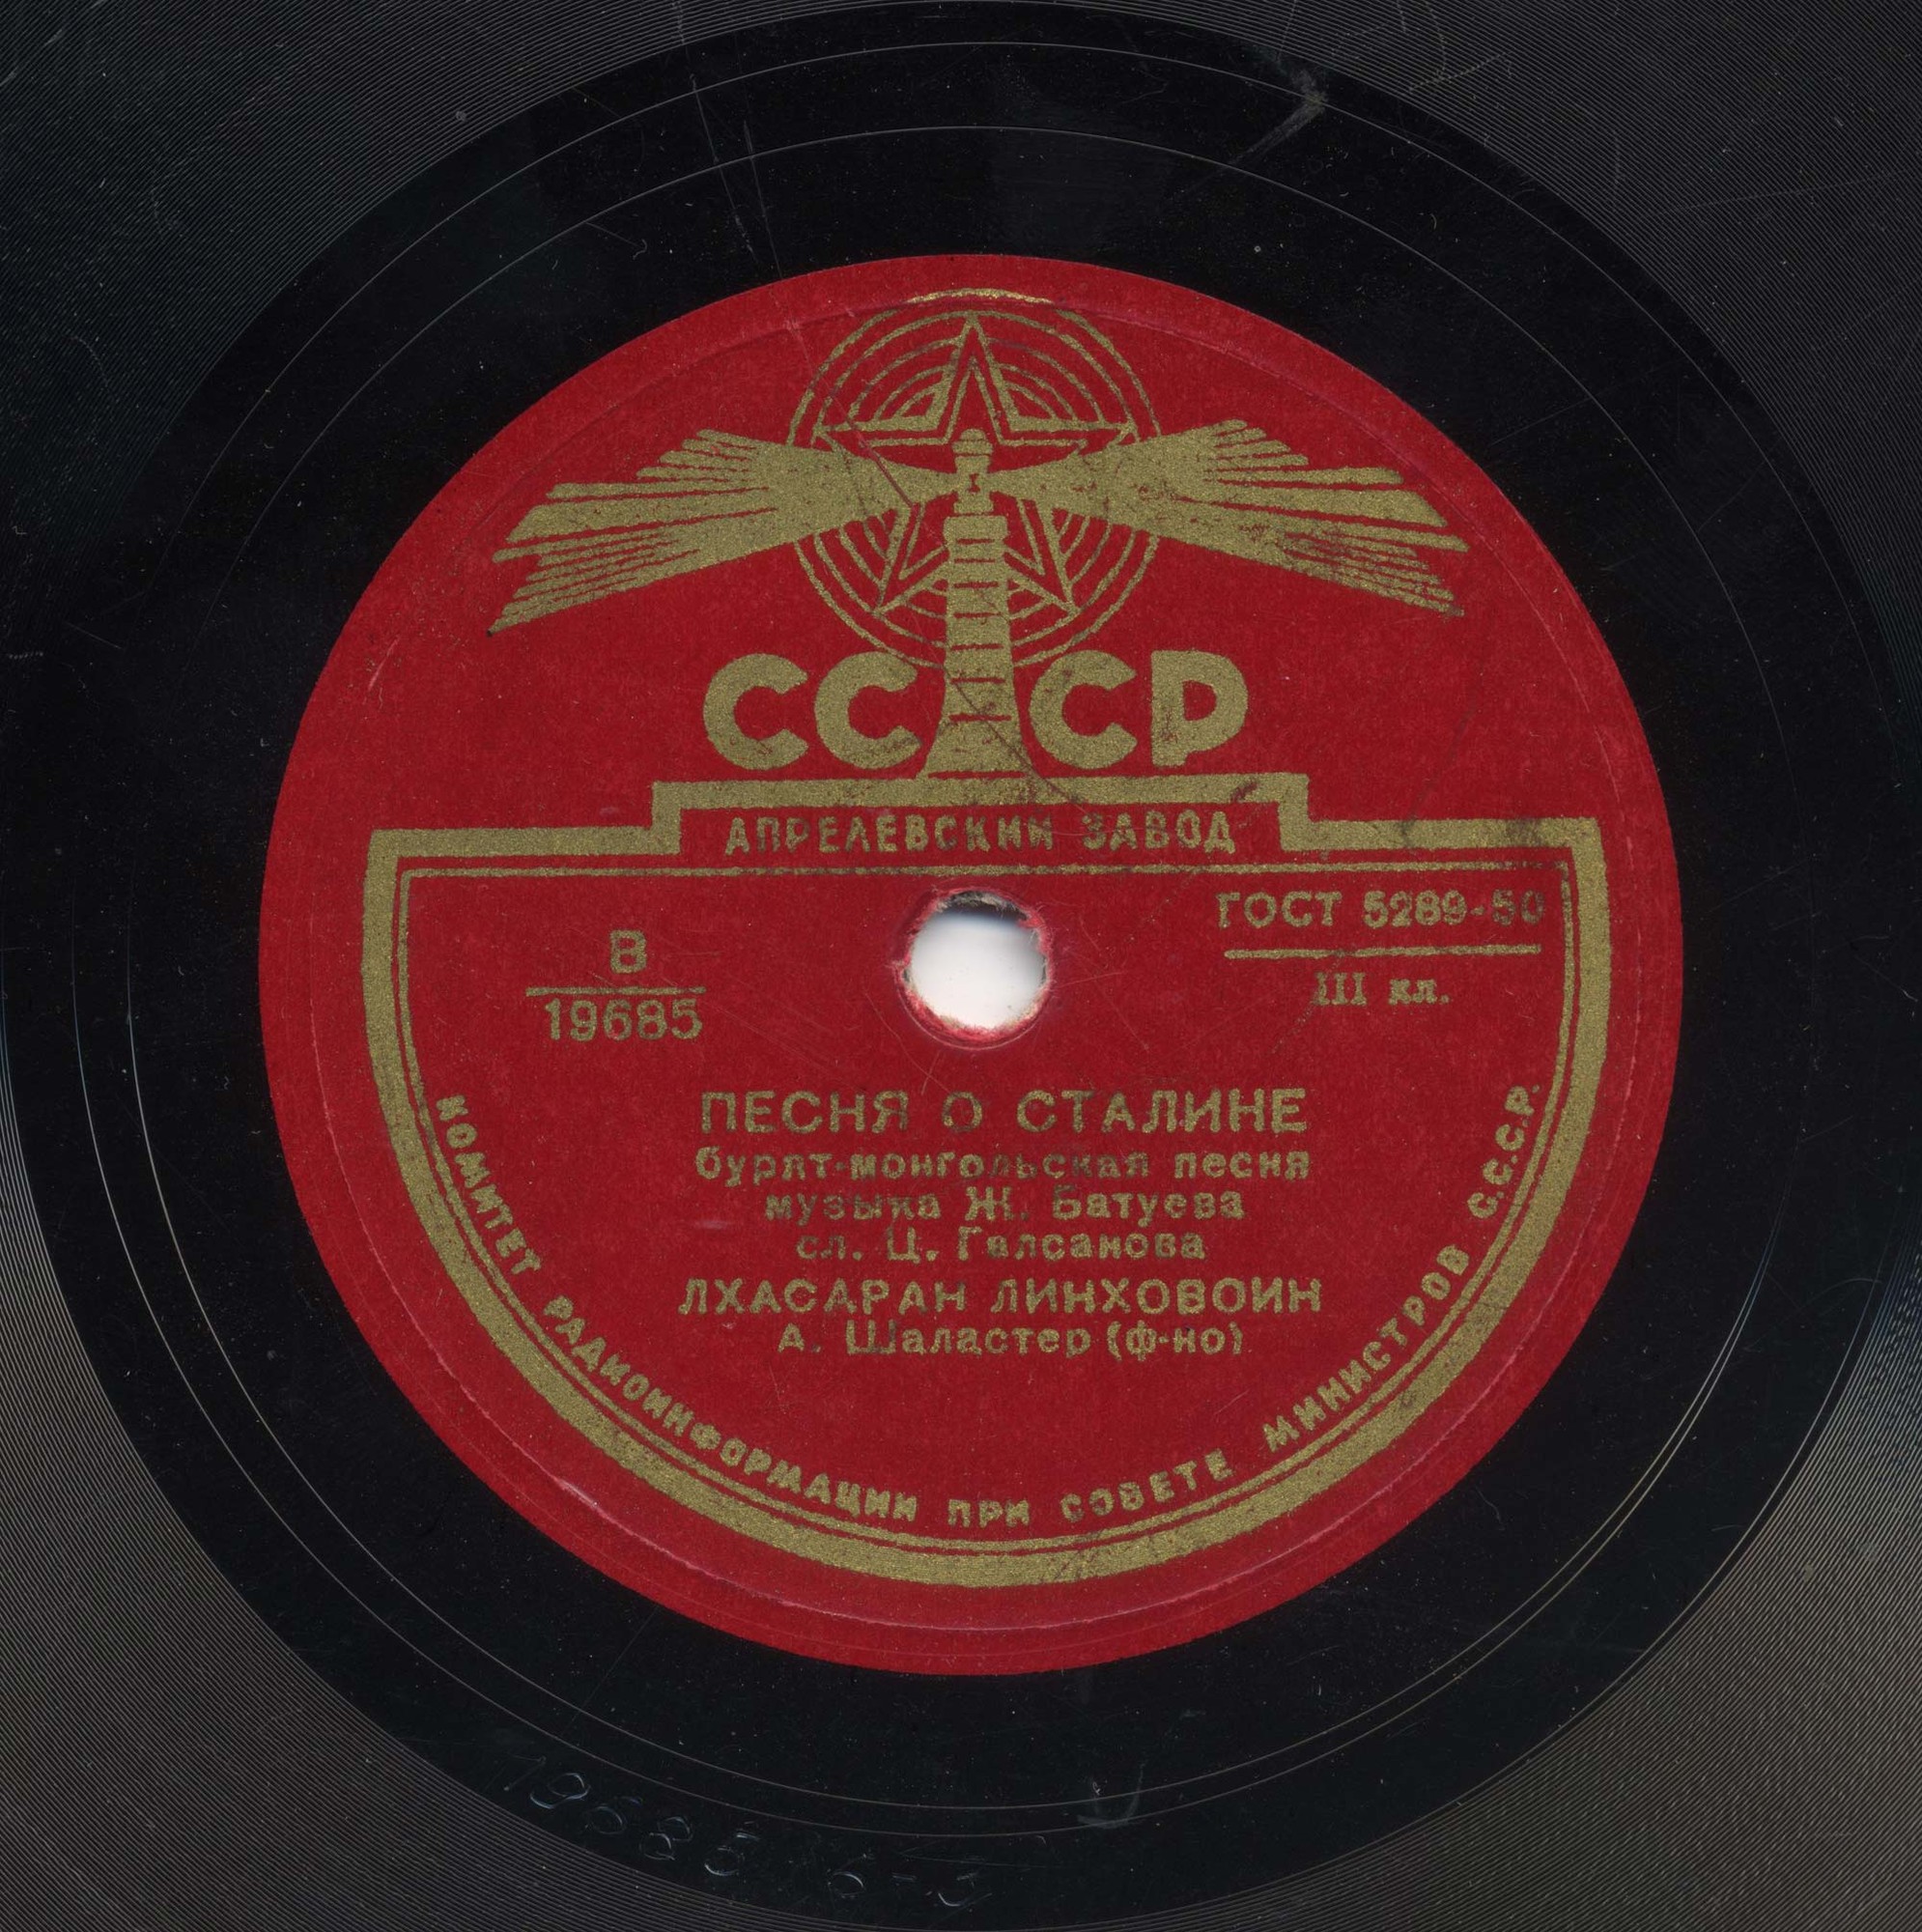 СССР
АПРЕЛЕВСКИЙ ЗАВОД
В
19685
ГОСТ 5289-50
III кл.
ПЕСНЯ О СТАЛИНЕ
бурят-монгольская песня
музыка Ж. Батуева
сл. Ц. Галсанова
ЛХАСАРАН ЛИНХОВОИН
А. Шаластер (ф-но)
КОМИТЕТ РАДИОИНФОРМАЦИИ ПРИ СОВЕТЕ МИНИСТРОВ С.С.С.Р.
19685